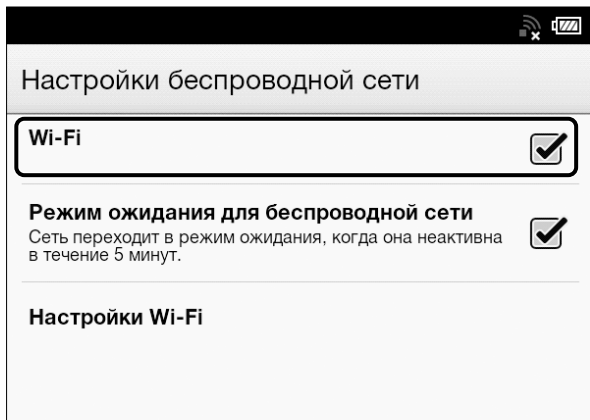 Настройки беспроводной сети
Wi-Fi
Режим ожидания для беспроводной сети
Сеть переходит в режим ожидания, когда она неактивна
в течение 5 минут.
Настройки Wi-Fi